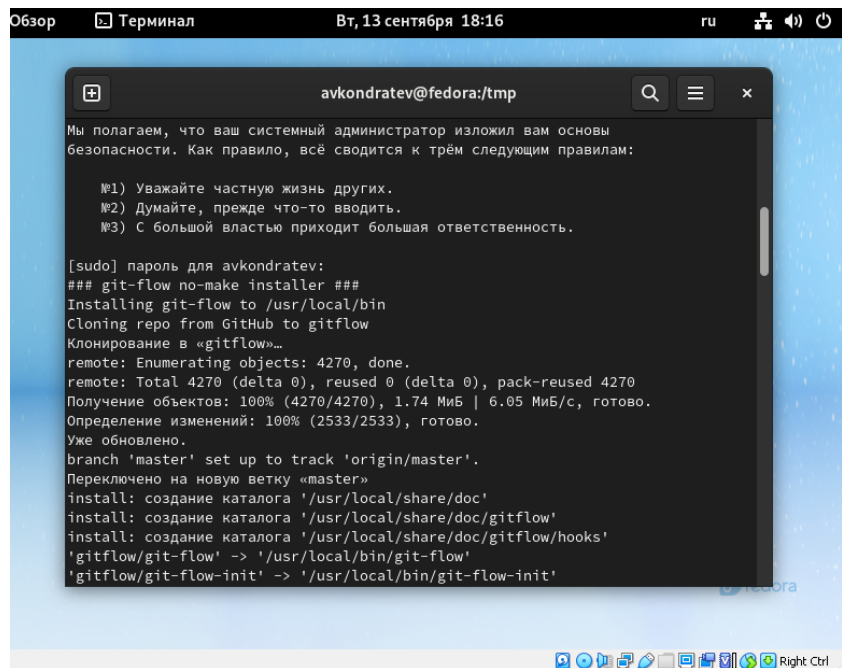 Обзор
Терминал
Вт, 13 сентября 18:16
ru
avkondratev@fedora:/tmp
Мы полагаем, что ваш системный администратор изложил вам основы
безопасности. Как правило, всё сводится к трём следующим правилам:
№1) Уважайте частную жизнь других.
№2) Думайте, прежде что-то вводить.
№3) С большой властью приходит большая ответственность.
[sudo] пароль для avkondratev:
### git-flow no-make installer ###
Installing git-flow to /usr/local/bin
Cloning repo from GitHub to gitflow
Клонирование в «gitflow»…
remote: Enumerating objects: 4270, done.
remote: Total 4270 (delta 0), reused 0 (delta 0), pack-reused 4270
Получение объектов: 100% (4270/4270), 1.74 МиБ | 6.05 МиБ/с, готово.
Определение изменений: 100% (2533/2533), готово.
Уже обновлено.
branch 'master' set up to track 'origin/master'.
Переключено на новую ветку «master»
install: создание каталога '/usr/local/share/doc'
install: создание каталога '/usr/local/share/doc/gitflow'
install: создание каталога '/usr/local/share/doc/gitflow/hooks'
'gitflow/git-flow' -> '/usr/local/bin/git-flow'
'gitflow/git-flow-init' -> '/usr/local/bin/git-flow-init'
fedora
Right Ctrl